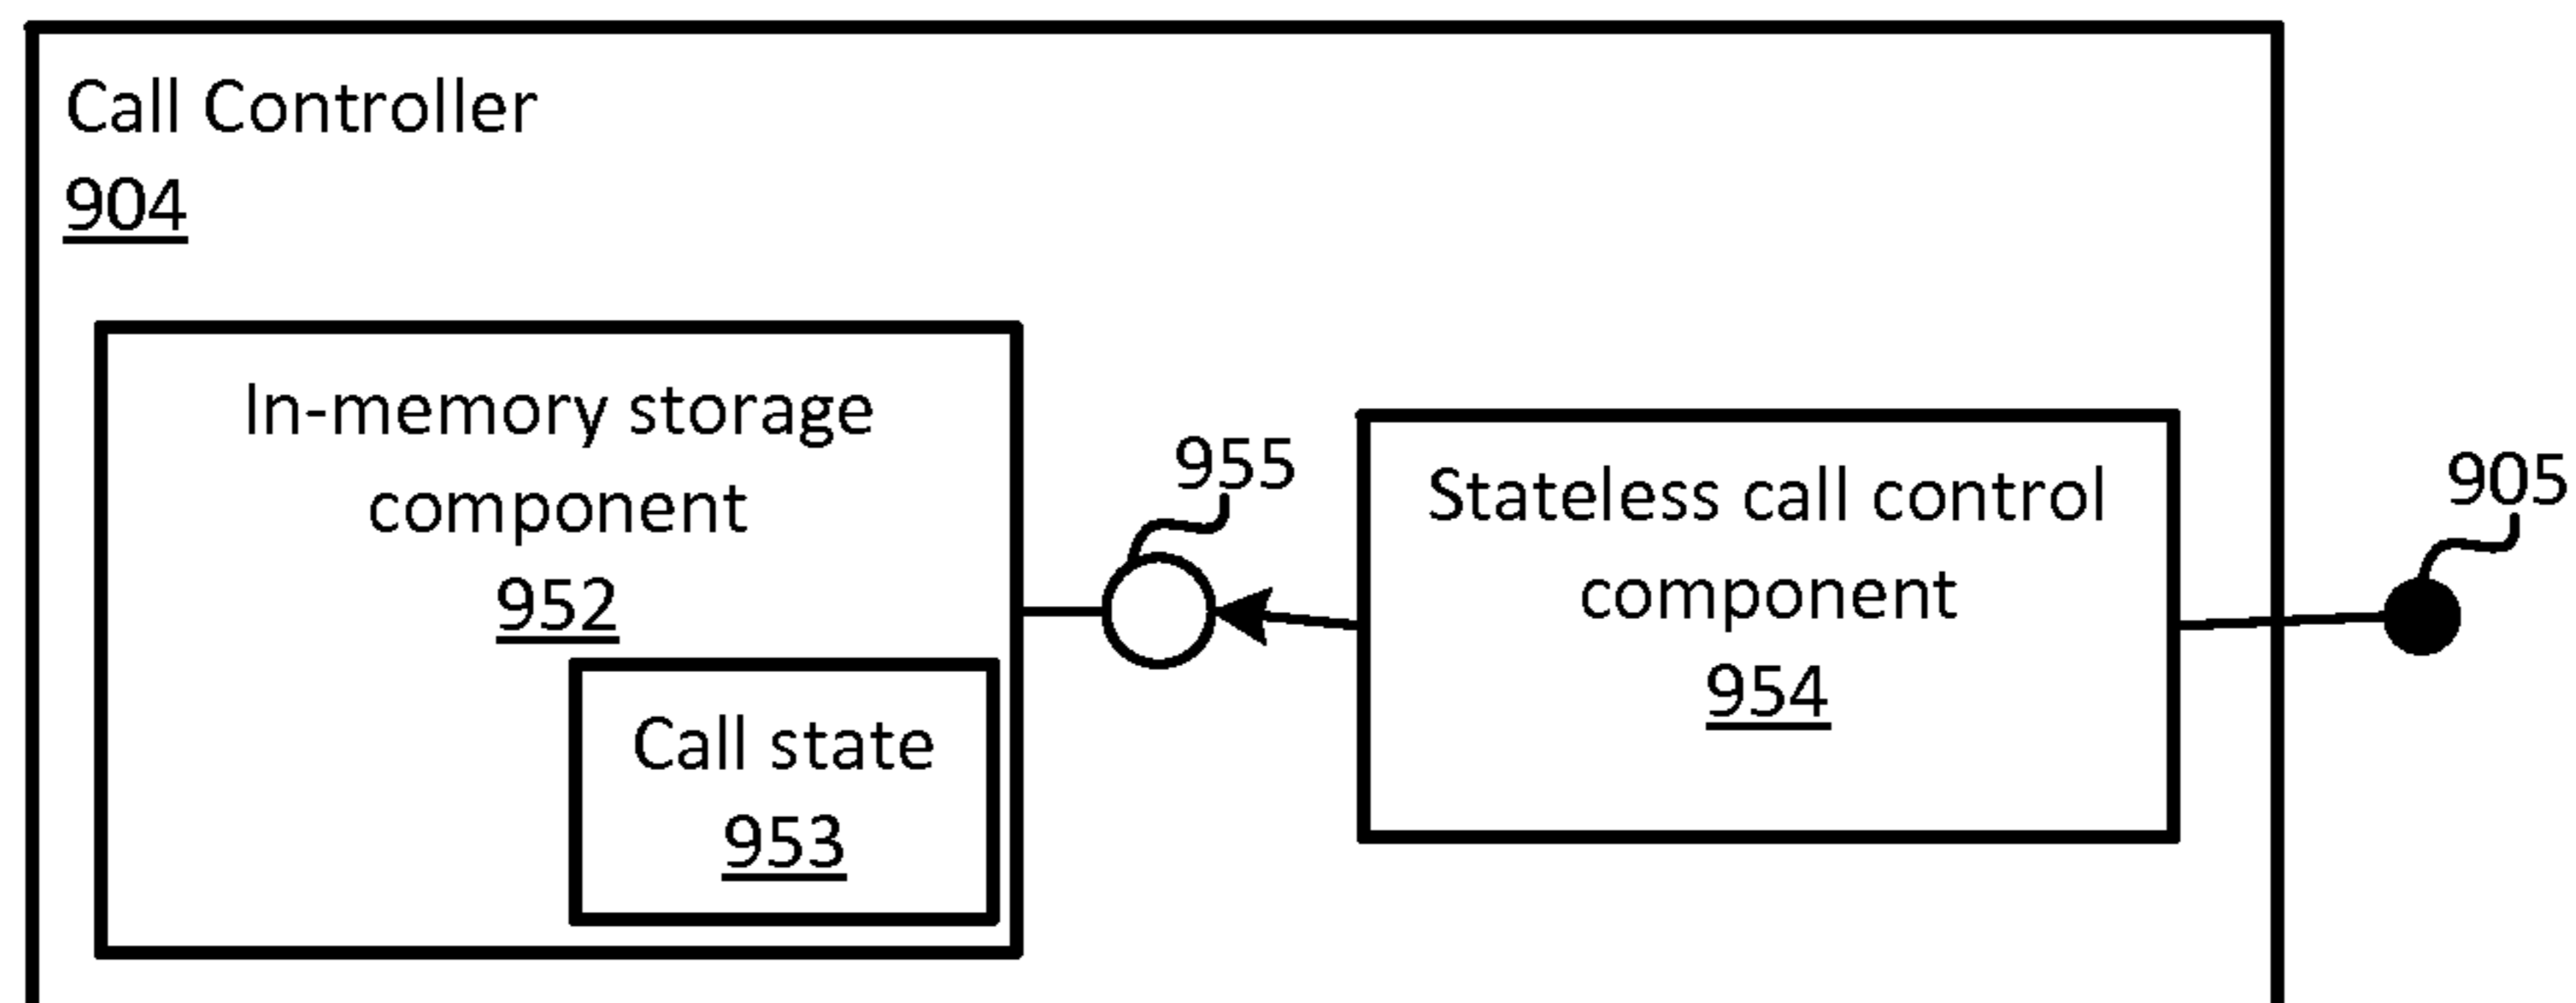 Call Controller
904
In-memory storage
component
952
Call state
953
955
Stateless call control
component
954
905